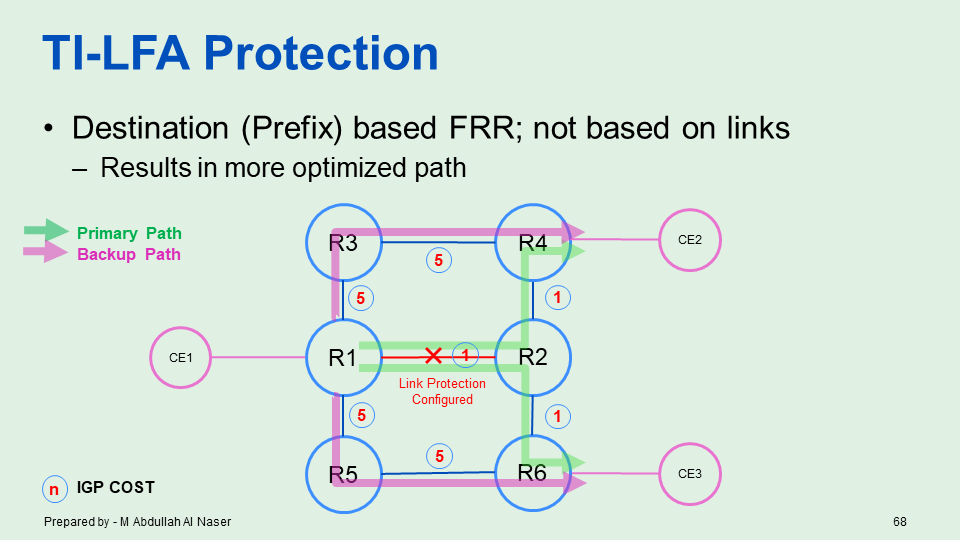 TI-LFA Protection
• Destination (Prefix) based FRR; not based on links
– Results in more optimized path
Primary Path
Backup Path
R3
R4
CE2
5
5
1
CE1
R1
1
R2
Link Protection
Configured
5
1
5
R5
R6
CE3
n
IGP COST
Prepared by - M Abdullah Al Naser
68